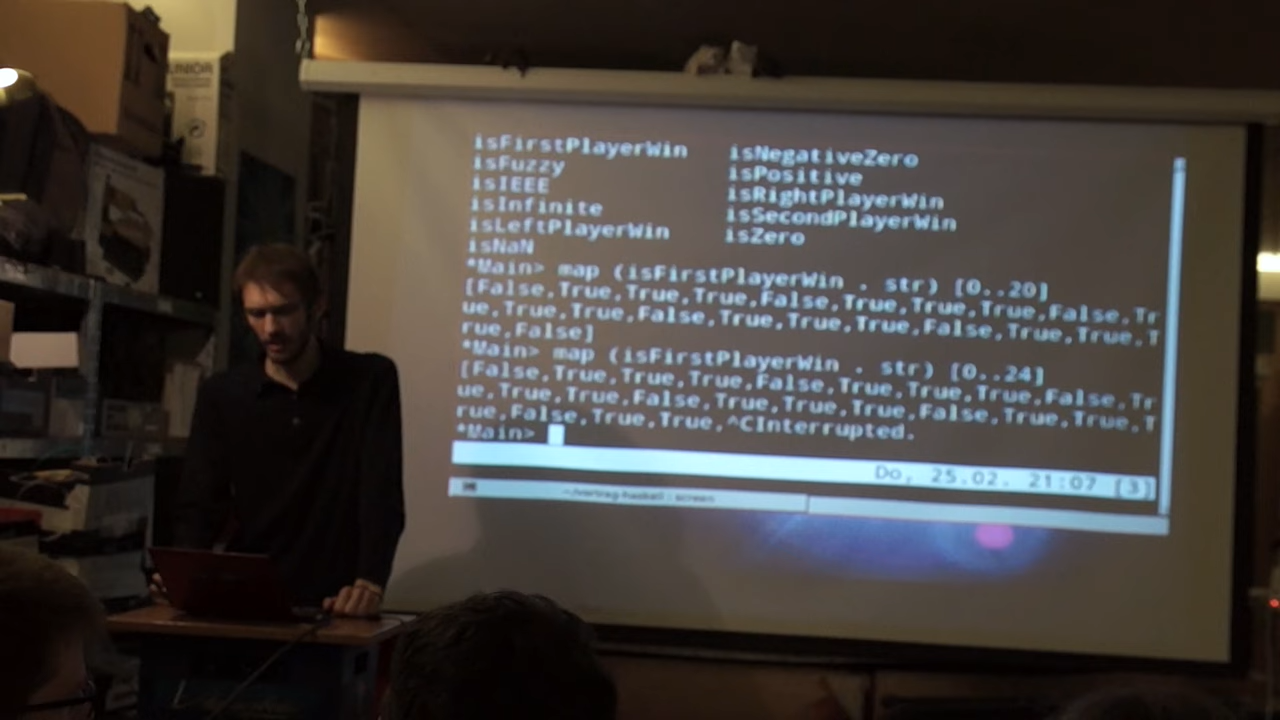 UNIOR
isFirstPlayerWin isNegativeZero
isFuzzy isPositive
isIEEE isRightPlayerWin
isInfinite isSecondPlayerWin
isLeftPlayerWin isZero
isNaN
*Main> map (isFirstPlayerWin . str) [0..20]
[False,True,True,True,False,True,True,True,False,Tr
ue,True,True,False,True,True,True,False,True,True,T
rue,False]
*Main> map (isFirstPlayerWin . str) [0..24]
[False,True,True,True,False,True,True,True,False,Tr
ue,True,True,False,True,True,True,False,True,True,T
rue,False,True,True,^CInterrupted.
*Main>
Do, 25.02. 21:07 [3]
~/vortrag-haskell : screen